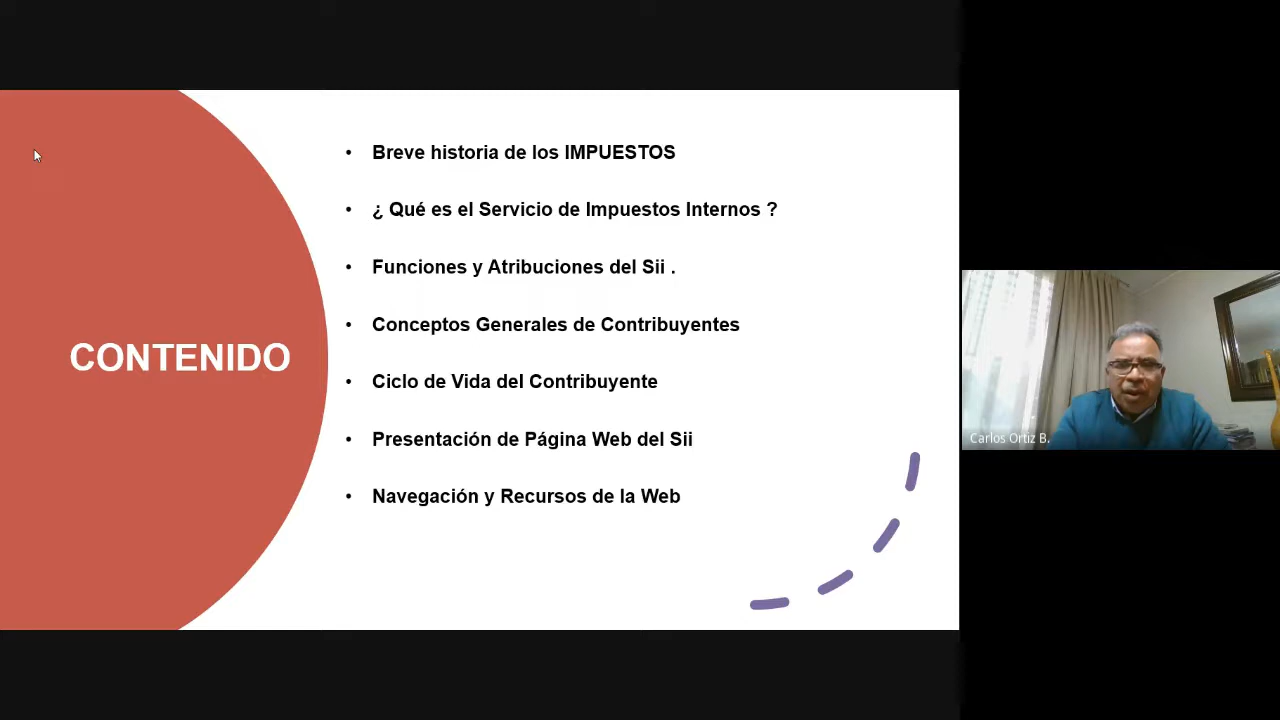 CONTENIDO
• Breve historia de los IMPUESTOS
• ¿ Qué es el Servicio de Impuestos Internos ?
• Funciones y Atribuciones del Sii .
• Conceptos Generales de Contribuyentes
• Ciclo de Vida del Contribuyente
• Presentación de Página Web del Sii
• Navegación y Recursos de la Web
Carlos Ortiz B.